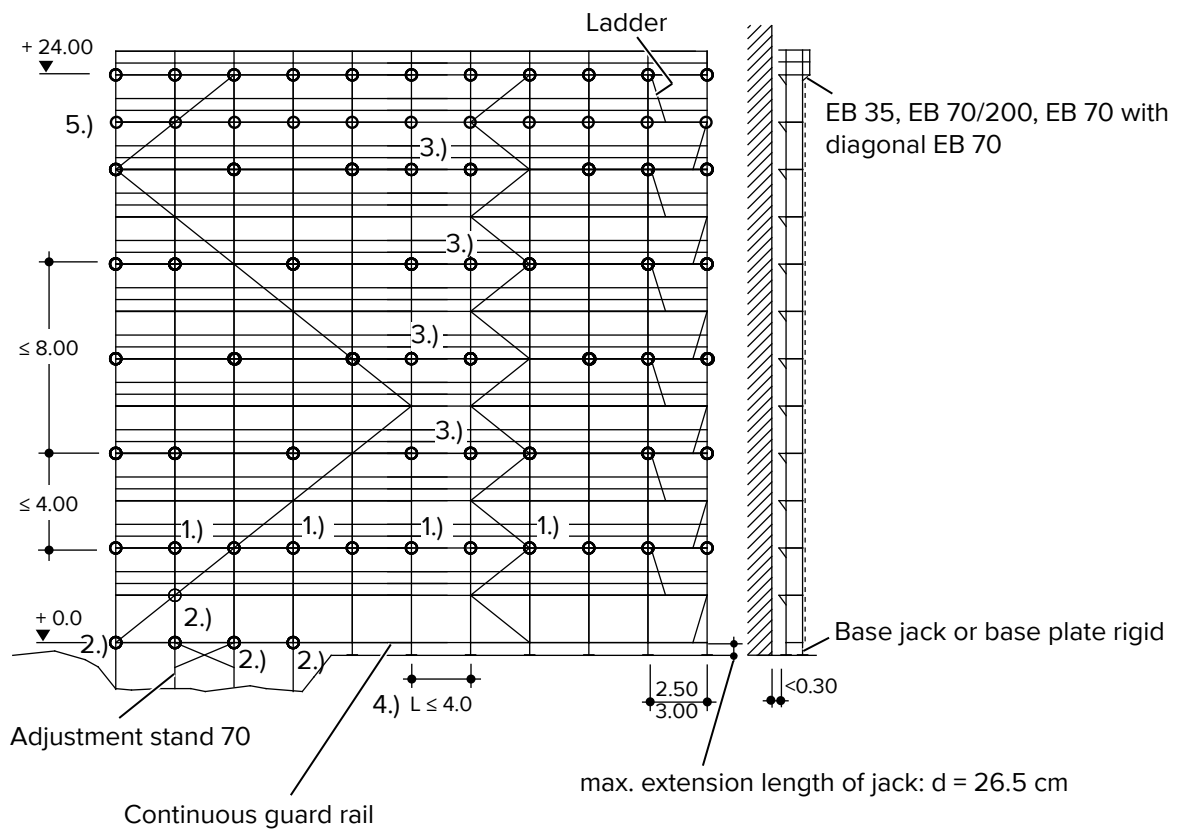 Ladder
+ 24.00
EB 35, EB 70/200, EB 70 with
diagonal EB 70
5.)
3.)
3.)
≤ 8.00
3.)
3.)
≤ 4.00
1.) 1.) 1.) 1.)
+ 0.0
2.)
2.)
2.)
2.)
Base jack or base plate rigid
<0.30
2.50
3.00
4.) L ≤ 4.0
Adjustment stand 70
max. extension length of jack: d = 26.5 cm
Continuous guard rail